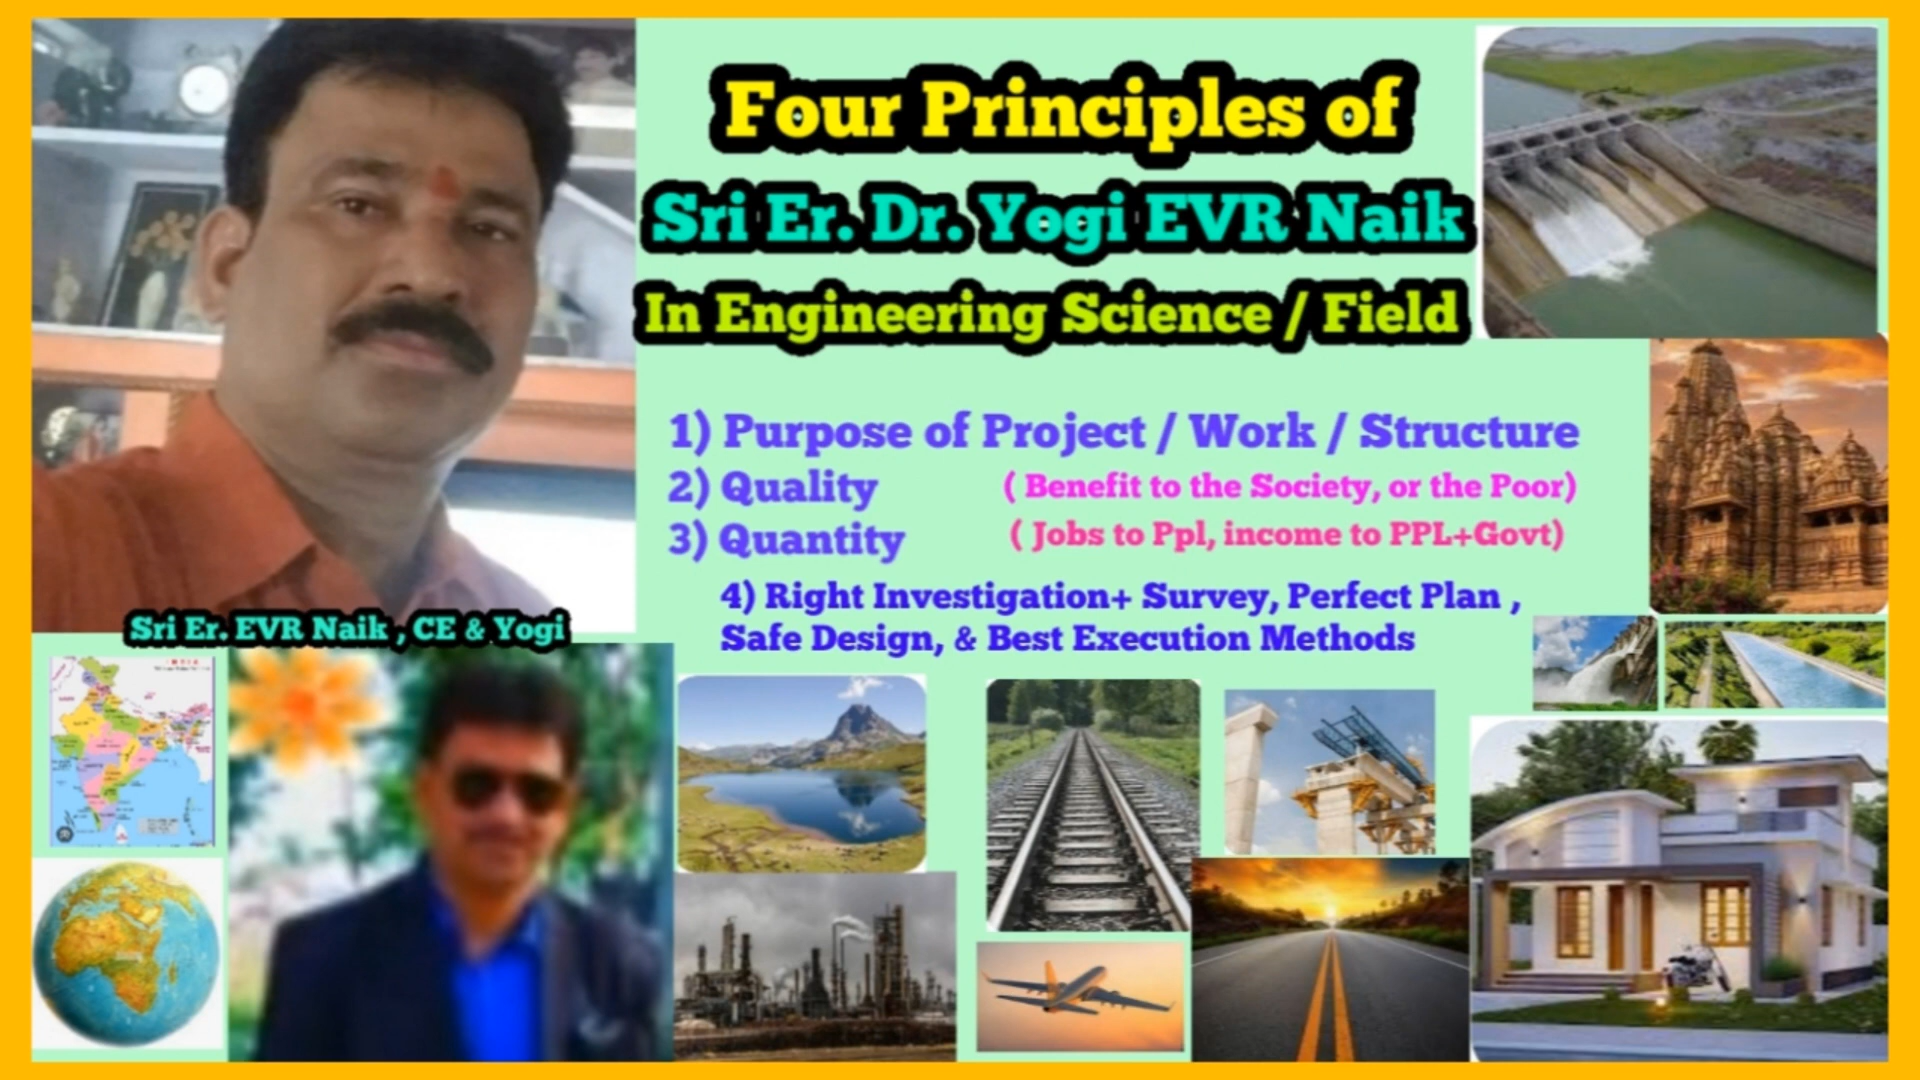 Four Principles of
Sri Er. Dr. Yogi EVR Naik
In Engineering Science / Field
1) Purpose of Project / Work / Structure
2) Quality ( Benefit to the Society, or the Poor)
3) Quantity ( Jobs to Ppl, income to PPL+Govt)
4) Right Investigation+ Survey, Perfect Plan ,
Safe Design, & Best Execution Methods
Sri Er. EVR Naik , CE & Yogi